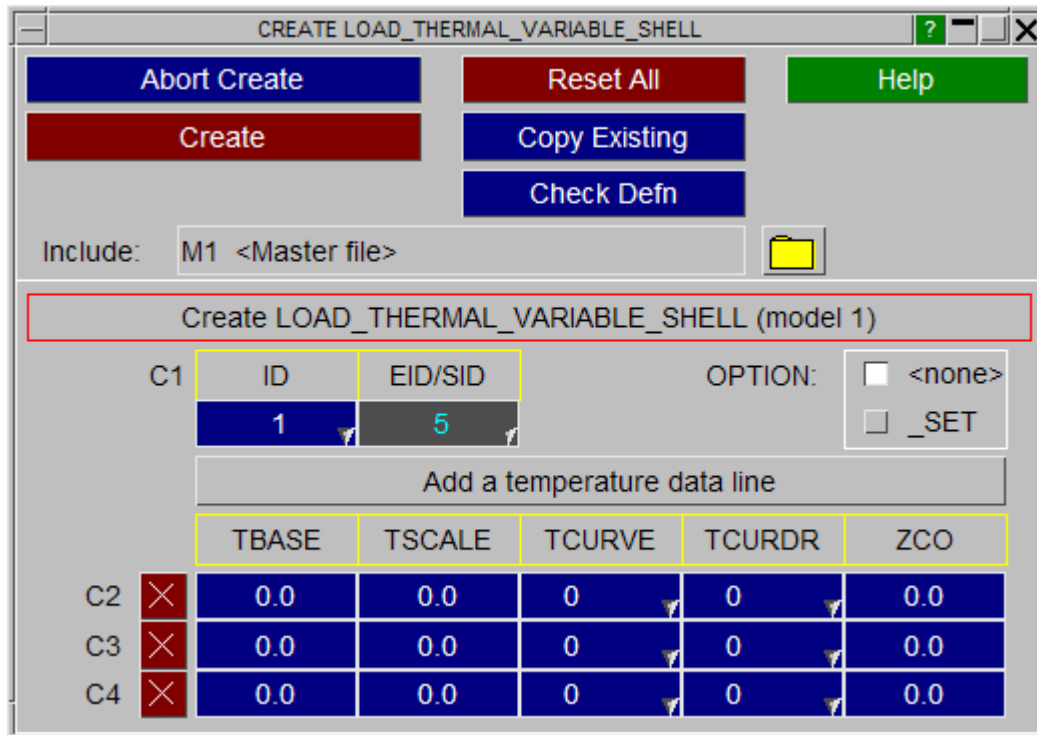 CREATE LOAD_THERMAL_VARIABLE_SHELL ?
Abort Create Reset All Help
Create Copy Existing
Check Defn
Include: M1 <Master file>
Create LOAD_THERMAL_VARIABLE_SHELL (model 1)
C1 ID EID/SID OPTION: <none>
1 5 _SET
Add a temperature data line
TBASE TSCALE TCURVE TCURDR ZCO
C2 0.0 0.0 0 0 0.0
C3 0.0 0.0 0 0 0.0
C4 0.0 0.0 0 0 0.0